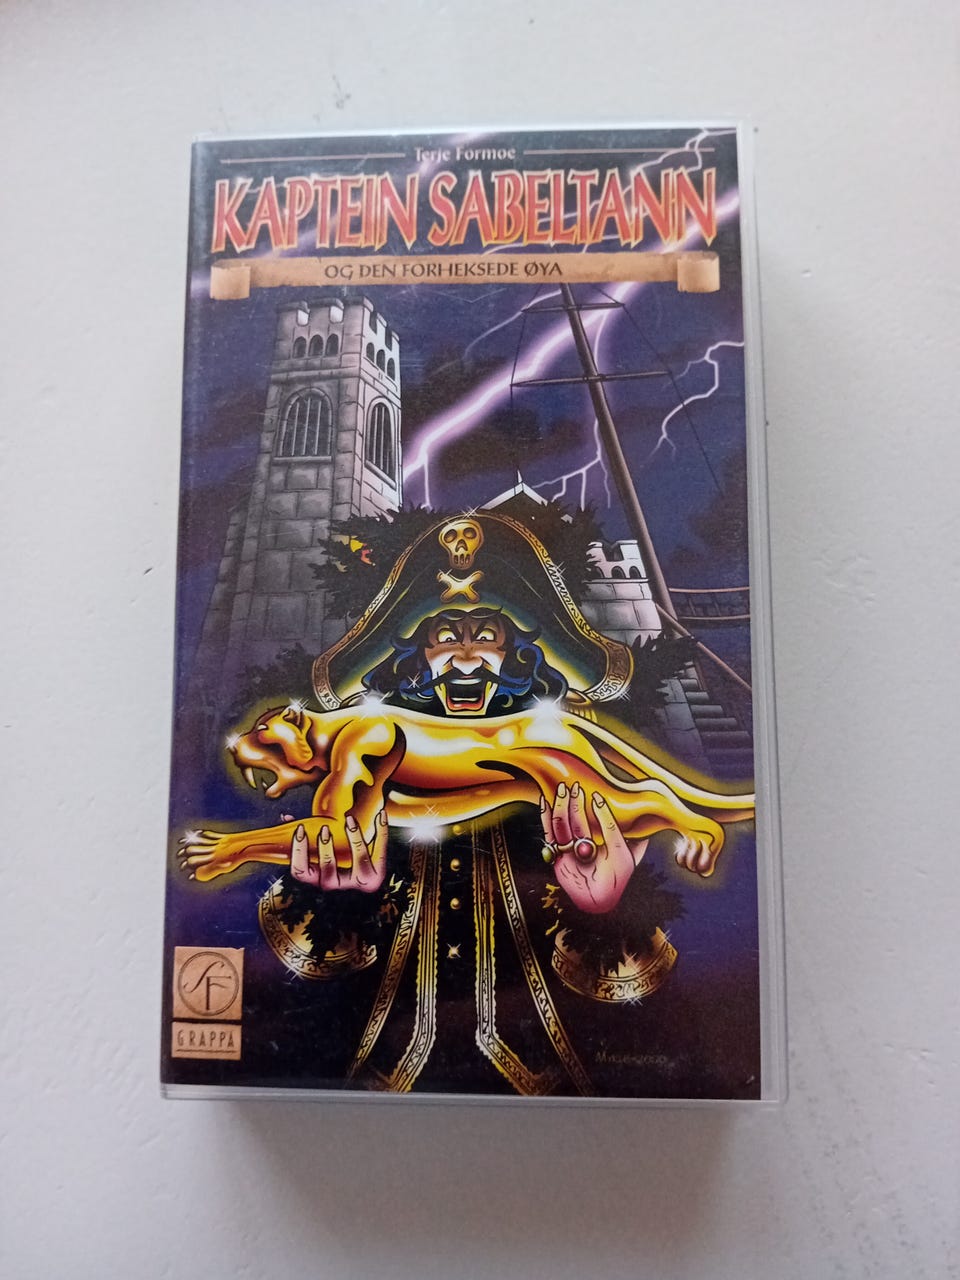 Terje Formoe
KAPTEIN SABELTANN
OG DEN FORHEKSEDE ØYA
SF
GRAPPA